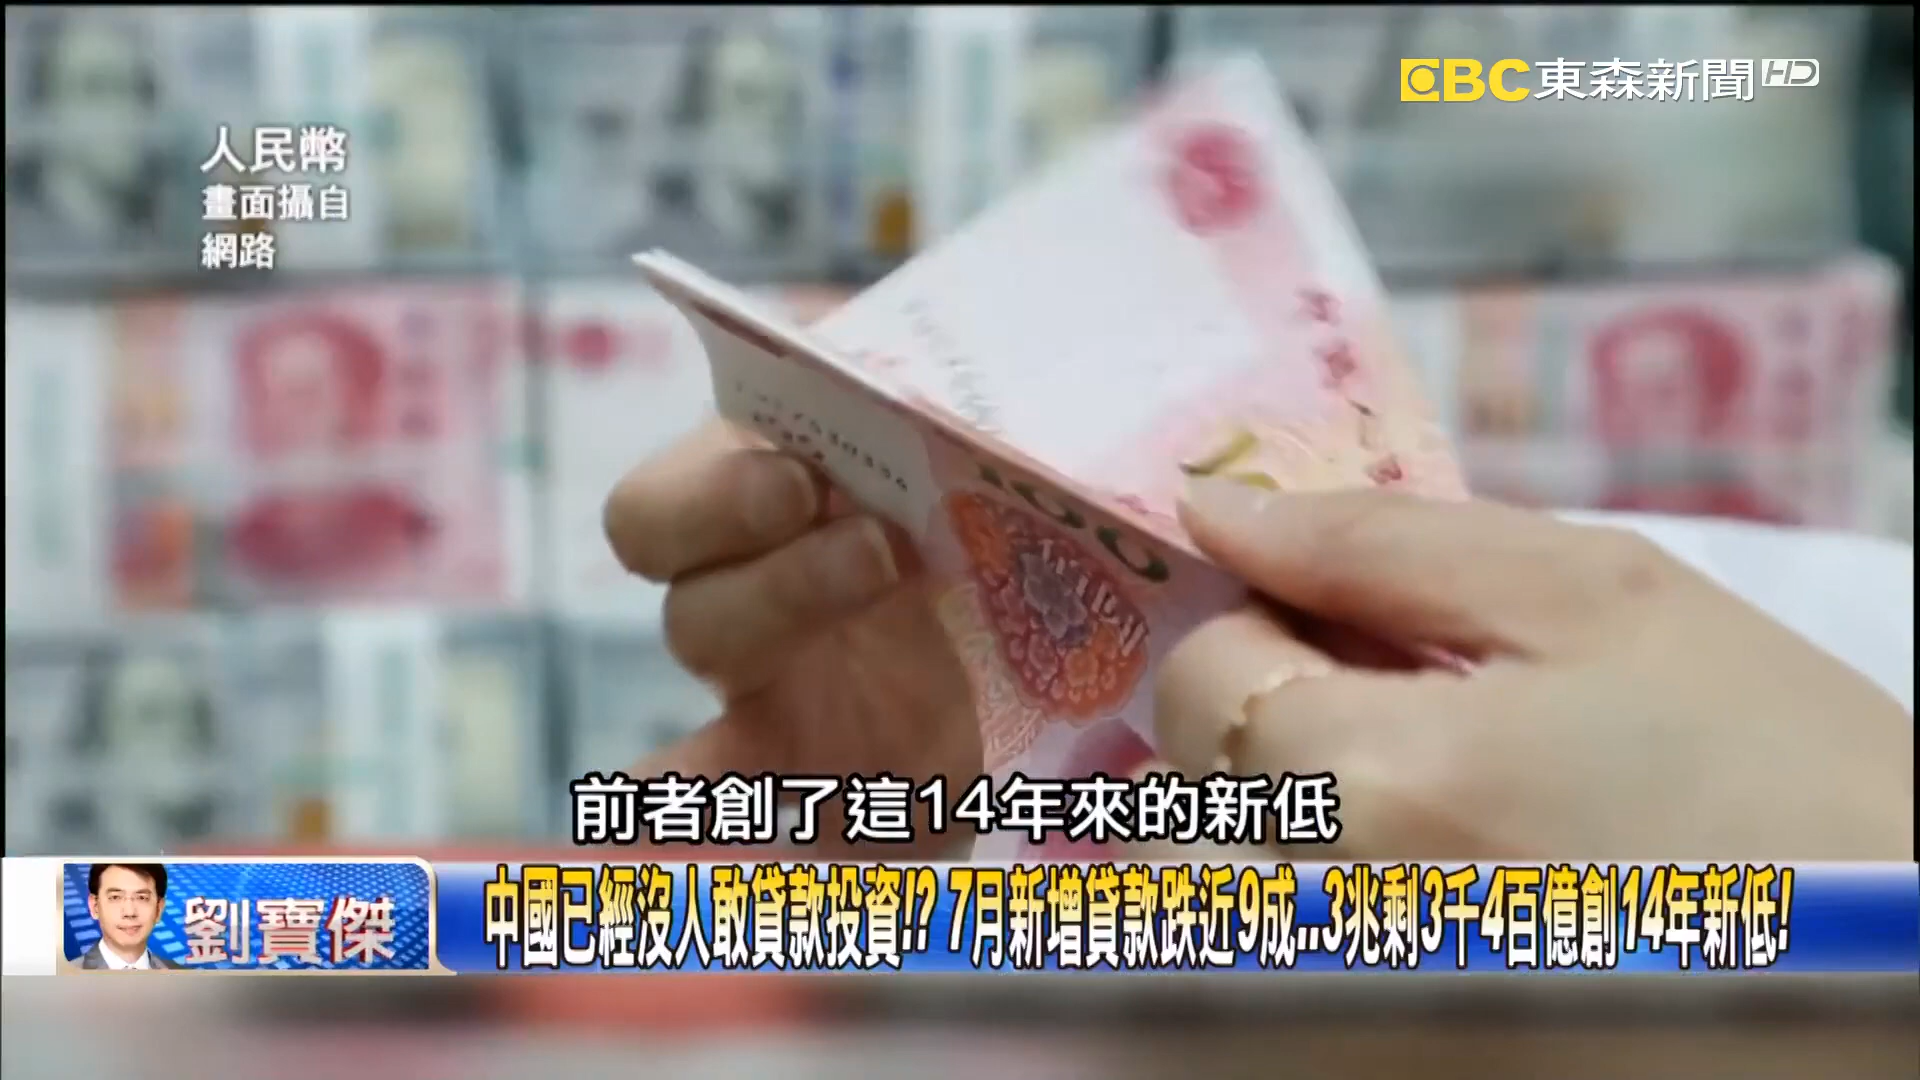 EBC東森新聞HD
人民幣
畫面攝自
網路
100
前者創了這14年來的新低
劉寶傑
中國已經沒人敢貸款投資!? 7月新增貸款跌近9成...3兆剩3千4百億創14年新低!